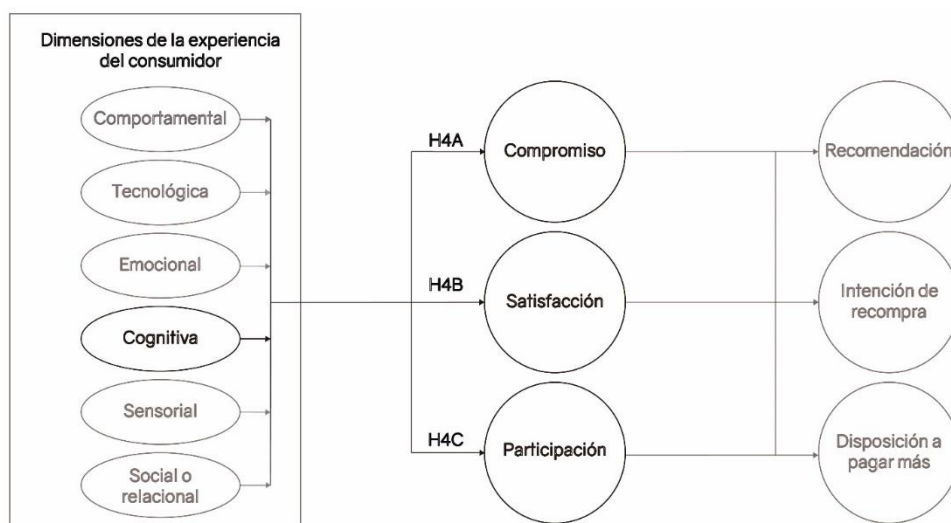 Dimensiones de la experiencia
del consumidor
Comportamental
Tecnológica
Emocional
Cognitiva
Sensorial
Social o
relacional
H4A
H4B
H4C
Compromiso
Satisfacción
Participación
Recomendación
Intención de
recompra
Disposición a
pagar más